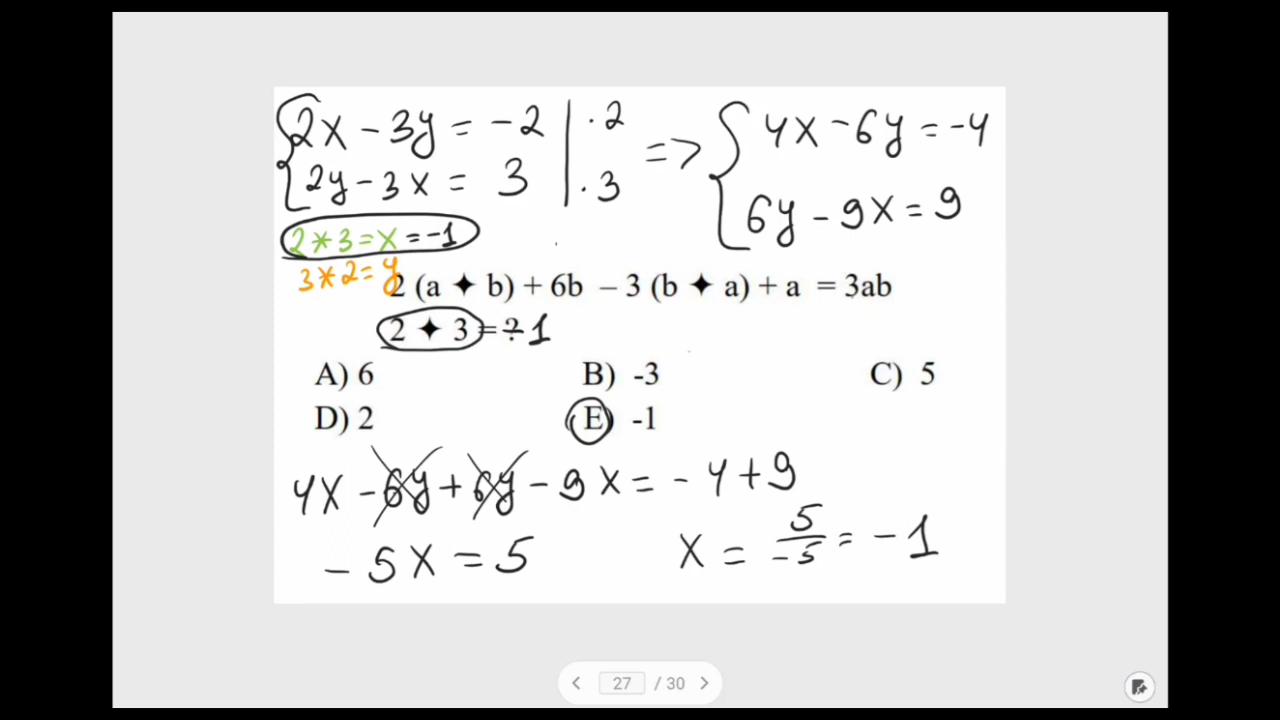 2x - 3y = -2 | · 2 => { 4x - 6y = -4
2y - 3x = 3 | · 3 6y - 9x = 9
2 * 3 = x = -1
3 * 2 = y
2 (a ✦ b) + 6b – 3 (b ✦ a) + a = 3ab
2 ✦ 3 = ? 1
A) 6 B) -3 C) 5
D) 2 E) -1
4x - 6y + 6y - 9x = - 4 + 9
- 5x = 5 x = 5/-5 = - 1
27 / 30